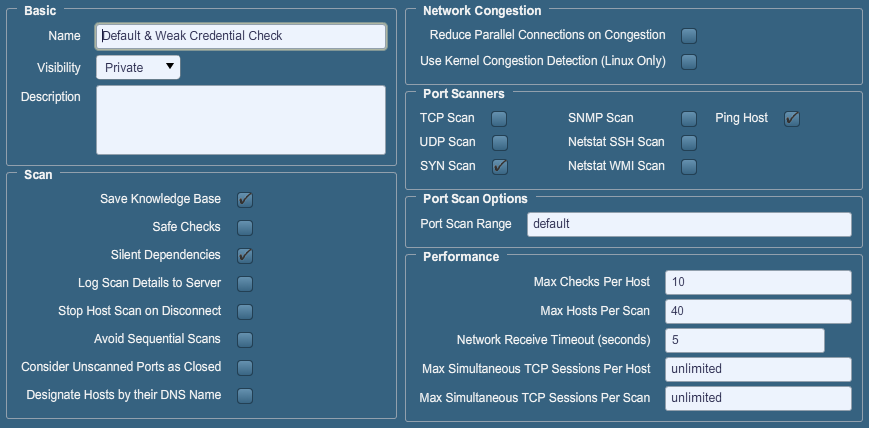 Basic
Name Default & Weak Credential Check
Visibility Private
Description
Scan
Save Knowledge Base
Safe Checks
Silent Dependencies
Log Scan Details to Server
Stop Host Scan on Disconnect
Avoid Sequential Scans
Consider Unscanned Ports as Closed
Designate Hosts by their DNS Name
Network Congestion
Reduce Parallel Connections on Congestion
Use Kernel Congestion Detection (Linux Only)
Port Scanners
TCP Scan SNMP Scan Ping Host
UDP Scan Netstat SSH Scan
SYN Scan Netstat WMI Scan
Port Scan Options
Port Scan Range default
Performance
Max Checks Per Host 10
Max Hosts Per Scan 40
Network Receive Timeout (seconds) 5
Max Simultaneous TCP Sessions Per Host unlimited
Max Simultaneous TCP Sessions Per Scan unlimited